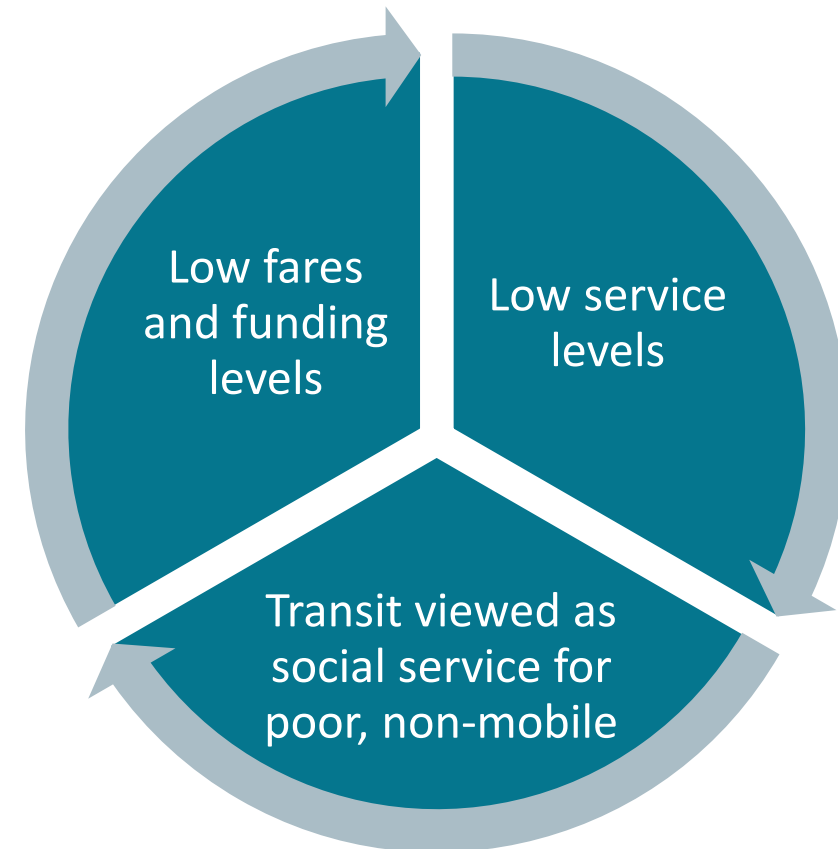 Low fares
and funding
levels
Low service
levels
Transit viewed as
social service for
poor, non-mobile